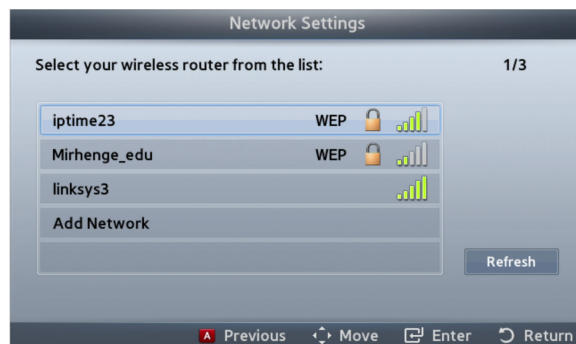 Network Settings
Select your wireless router from the list: 1/3
iptime23 WEP
Mirhenge_edu WEP
linksys3
Add Network
Refresh
A Previous Move Enter Return